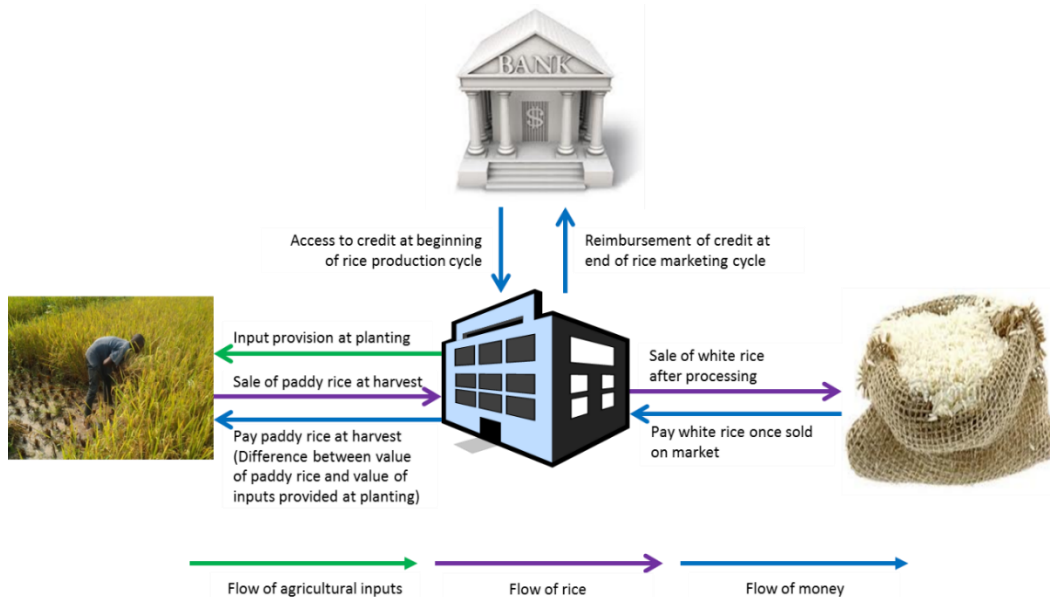 BANK
$
Access to credit at beginning
of rice production cycle
Reimbursement of credit at
end of rice marketing cycle
Input provision at planting
Sale of paddy rice at harvest
Pay paddy rice at harvest
(Difference between value
of paddy rice and value of
inputs provided at planting)
Sale of white rice
after processing
Pay white rice once sold
on market
Flow of agricultural inputs
Flow of rice
Flow of money